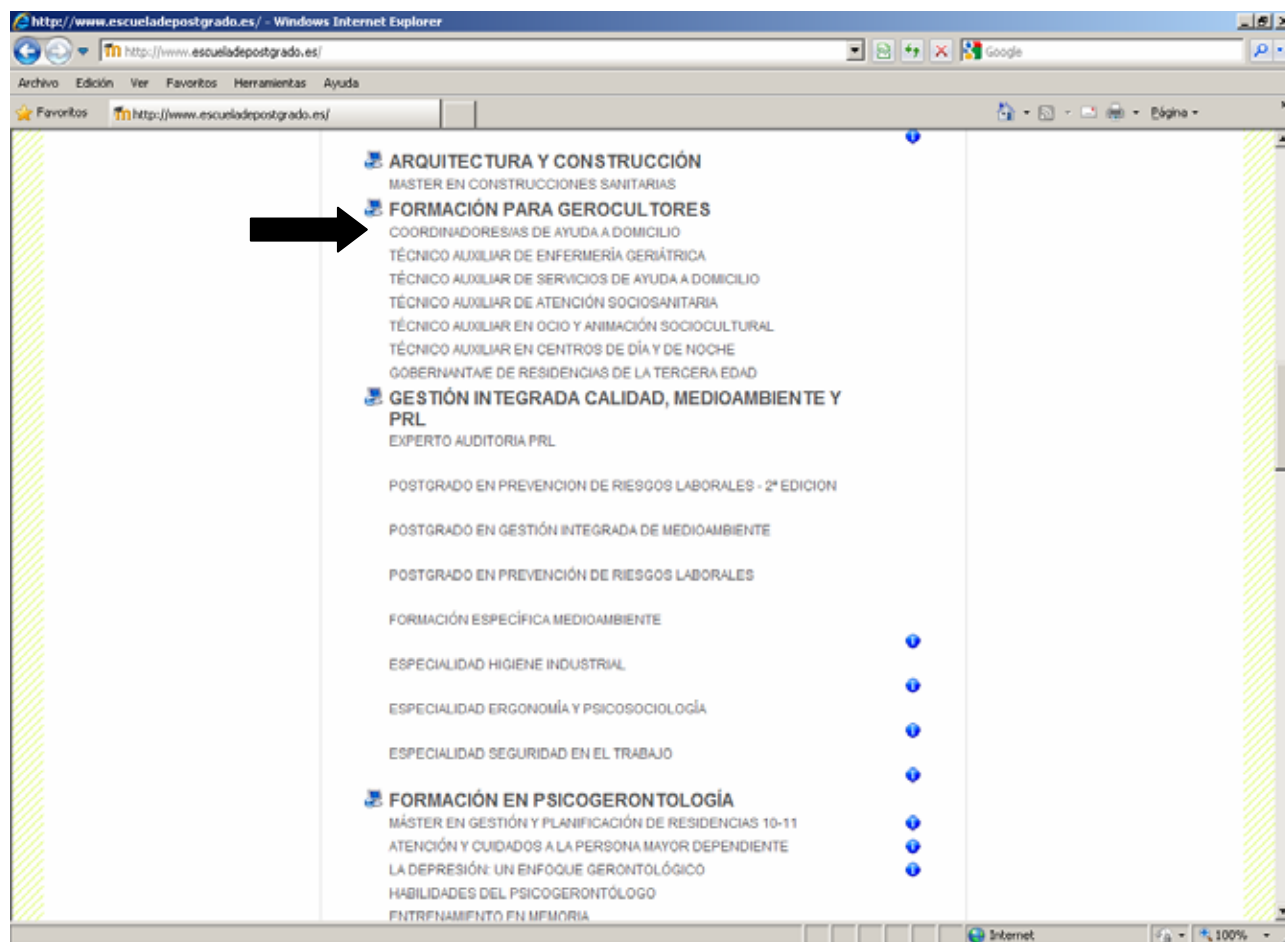 http://www.escueladepostgrado.es/ - Windows Internet Explorer
http://www.escueladepostgrado.es/
Google
Archivo Edición Ver Favoritos Herramientas Ayuda
Favoritos http://www.escueladepostgrado.es/ Página
ARQUITECTURA Y CONSTRUCCIÓN
MASTER EN CONSTRUCCIONES SANITARIAS
FORMACIÓN PARA GEROCULTORES
COORDINADORES/AS DE AYUDA A DOMICILIO
TÉCNICO AUXILIAR DE ENFERMERÍA GERIÁTRICA
TÉCNICO AUXILIAR DE SERVICIOS DE AYUDA A DOMICILIO
TÉCNICO AUXILIAR DE ATENCIÓN SOCIOSANITARIA
TÉCNICO AUXILIAR EN OCIO Y ANIMACIÓN SOCIOCULTURAL
TÉCNICO AUXILIAR EN CENTROS DE DÍA Y DE NOCHE
GOBERNANTA/E DE RESIDENCIAS DE LA TERCERA EDAD
GESTIÓN INTEGRADA CALIDAD, MEDIOAMBIENTE Y
PRL
EXPERTO AUDITORIA PRL
POSTGRADO EN PREVENCION DE RIESGOS LABORALES - 2ª EDICION
POSTGRADO EN GESTIÓN INTEGRADA DE MEDIOAMBIENTE
POSTGRADO EN PREVENCIÓN DE RIESGOS LABORALES
FORMACIÓN ESPECÍFICA MEDIOAMBIENTE
ESPECIALIDAD HIGIENE INDUSTRIAL
ESPECIALIDAD ERGONOMÍA Y PSICOSOCIOLOGÍA
ESPECIALIDAD SEGURIDAD EN EL TRABAJO
FORMACIÓN EN PSICOGERONTOLOGÍA
MÁSTER EN GESTIÓN Y PLANIFICACIÓN DE RESIDENCIAS 10-11
ATENCIÓN Y CUIDADOS A LA PERSONA MAYOR DEPENDIENTE
LA DEPRESIÓN: UN ENFOQUE GERONTOLÓGICO
HABILIDADES DEL PSICOGERONTÓLOGO
ENTRENAMIENTO EN MEMORIA
Internet 100%